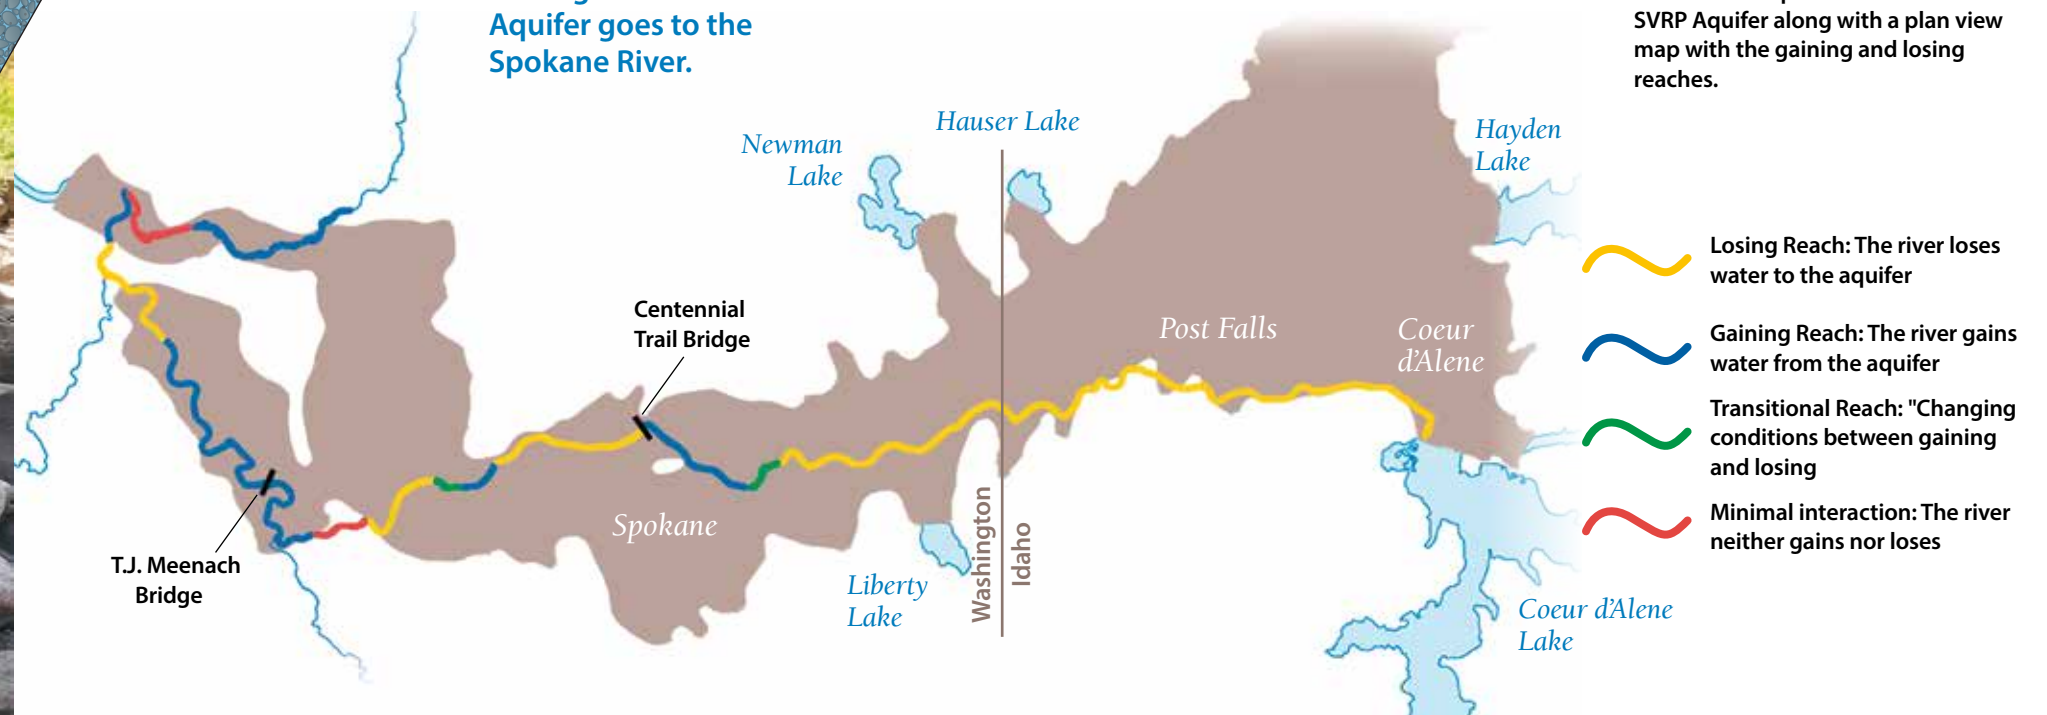 Aquifer goes to the
Spokane River.
SVRP Aquifer along with a plan view
map with the gaining and losing
reaches.
Newman
Lake
Hauser Lake
Hayden
Lake
Centennial
Trail Bridge
Post Falls
Coeur
d'Alene
Spokane
T.J. Meenach
Bridge
Liberty
Lake
Washington
Idaho
Coeur d'Alene
Lake
Losing Reach: The river loses
water to the aquifer
Gaining Reach: The river gains
water from the aquifer
Transitional Reach: "Changing
conditions between gaining
and losing
Minimal interaction: The river
neither gains nor loses